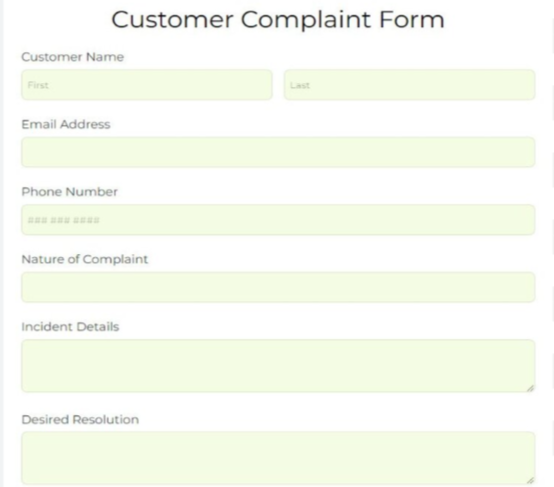 Customer Complaint Form
Customer Name
First Last
Email Address
Phone Number
### ### ####
Nature of Complaint
Incident Details
Desired Resolution